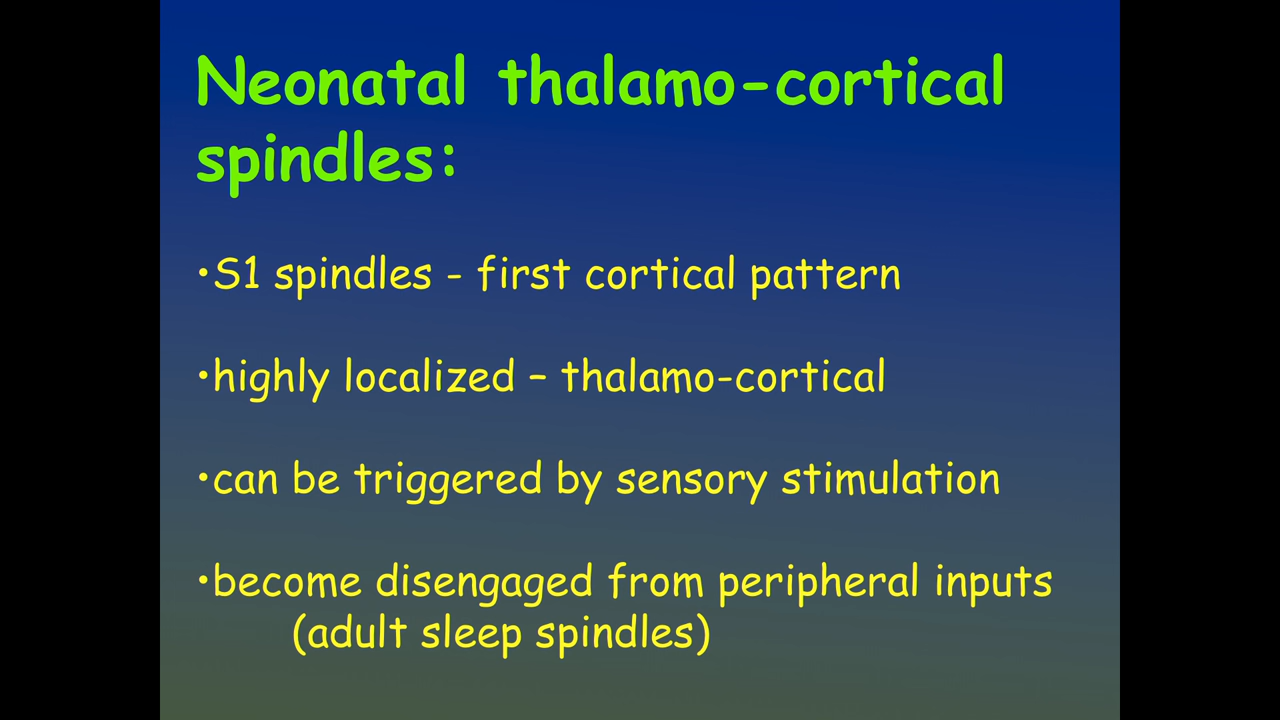 Neonatal thalamo-cortical
spindles:
•S1 spindles - first cortical pattern
•highly localized – thalamo-cortical
•can be triggered by sensory stimulation
•become disengaged from peripheral inputs
(adult sleep spindles)